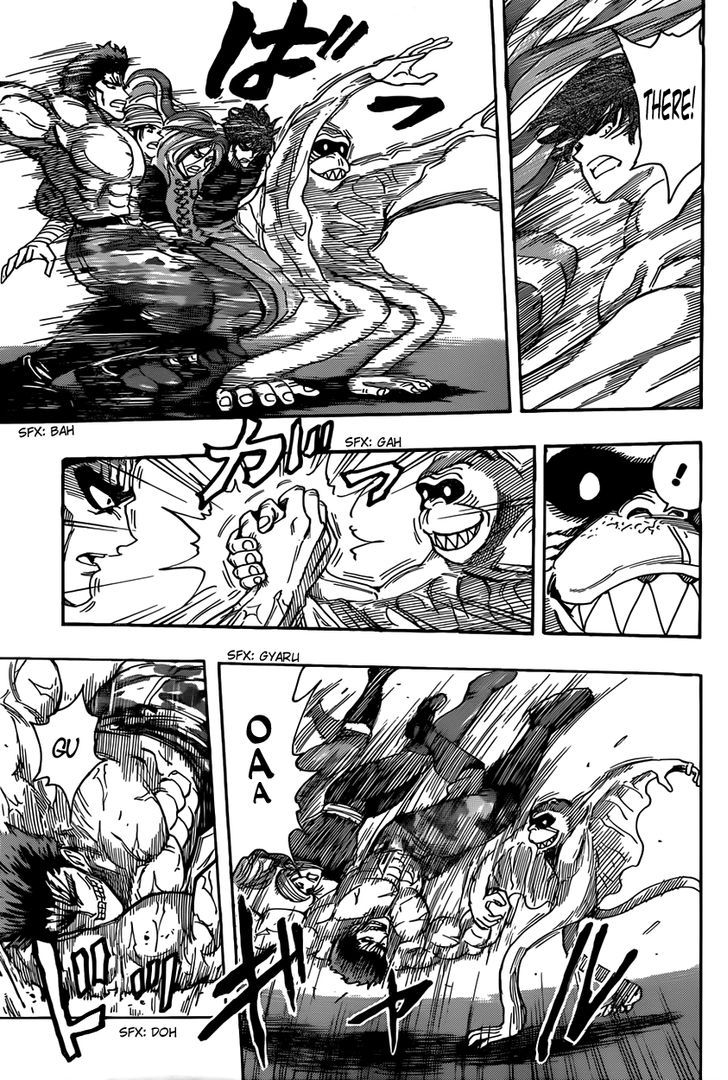 THERE!
ばっ
SFX: BAH
!
ガッ
SFX: GAH
SFX: GYARU
OAA
ギャル
GU
ド
SFX: DOH